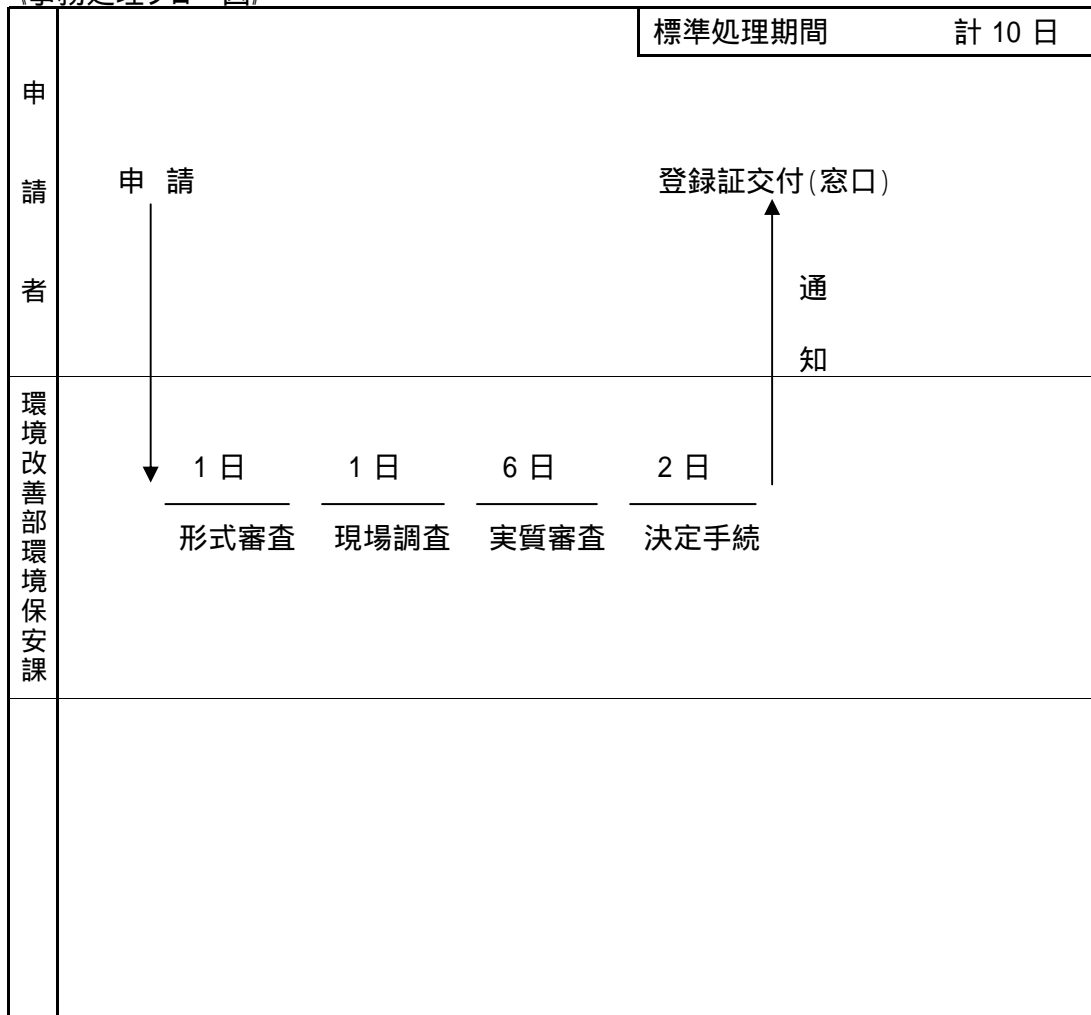 標準処理期間 計 10 日
申請者
申 請
登録証交付(窓口)
通知
環境改善部環境保安課
1 日 1 日 6 日 2 日
形式審査 現場調査 実質審査 決定手続